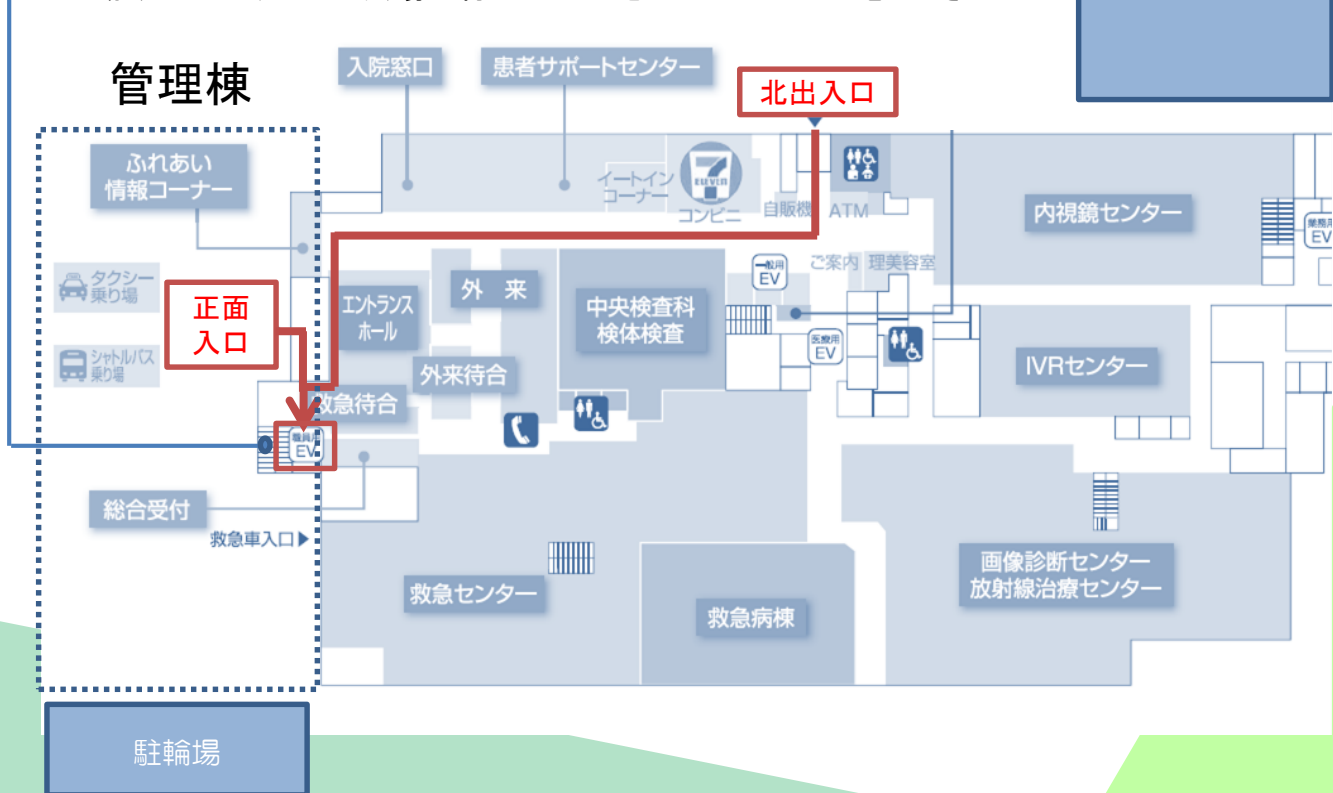 入院窓口
患者サポートセンター
管理棟
北出入口
ふれあい
情報コーナー
イートイン
コーナー
ELEVEN
コンビニ
自販機
ATM
内視鏡センター
業務用
EV
タクシー
乗り場
正面
入口
エントランス
ホール
外 来
中央検査科
検体検査
一般用
EV
ご案内
理美容室
医療用
EV
シャトルバス
乗り場
外来待合
IVRセンター
救急待合
職員用
EV
総合受付
救急車入口▶
救急センター
救急病棟
画像診断センター
放射線治療センター
駐輪場